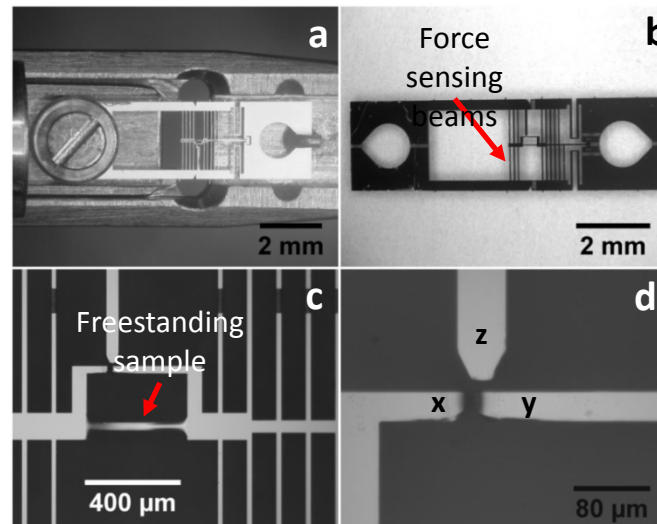 a
2 mm
b
Force
sensing
beams
2 mm
c
Freestanding
sample
400 µm
d
z
x
y
80 µm